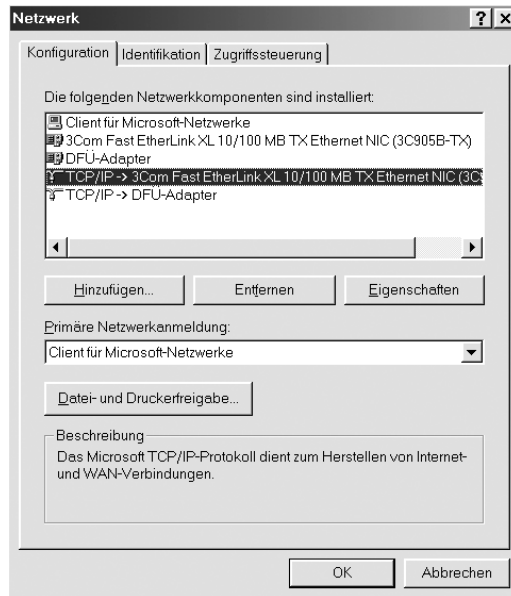 Netzwerk
Konfiguration Identifikation Zugriffssteuerung
Die folgenden Netzwerkkomponenten sind installiert:
Client für Microsoft-Netzwerke
3Com Fast EtherLink XL 10/100 MB TX Ethernet NIC (3C905B-TX)
DFÜ-Adapter
TCP/IP -> 3Com Fast EtherLink XL 10/100 MB TX Ethernet NIC (3C
TCP/IP -> DFÜ-Adapter
Hinzufügen... Entfernen Eigenschaften
Primäre Netzwerkanmeldung:
Client für Microsoft-Netzwerke
Datei- und Druckerfreigabe...
Beschreibung
Das Microsoft TCP/IP-Protokoll dient zum Herstellen von Internet-
und WAN-Verbindungen.
OK Abbrechen